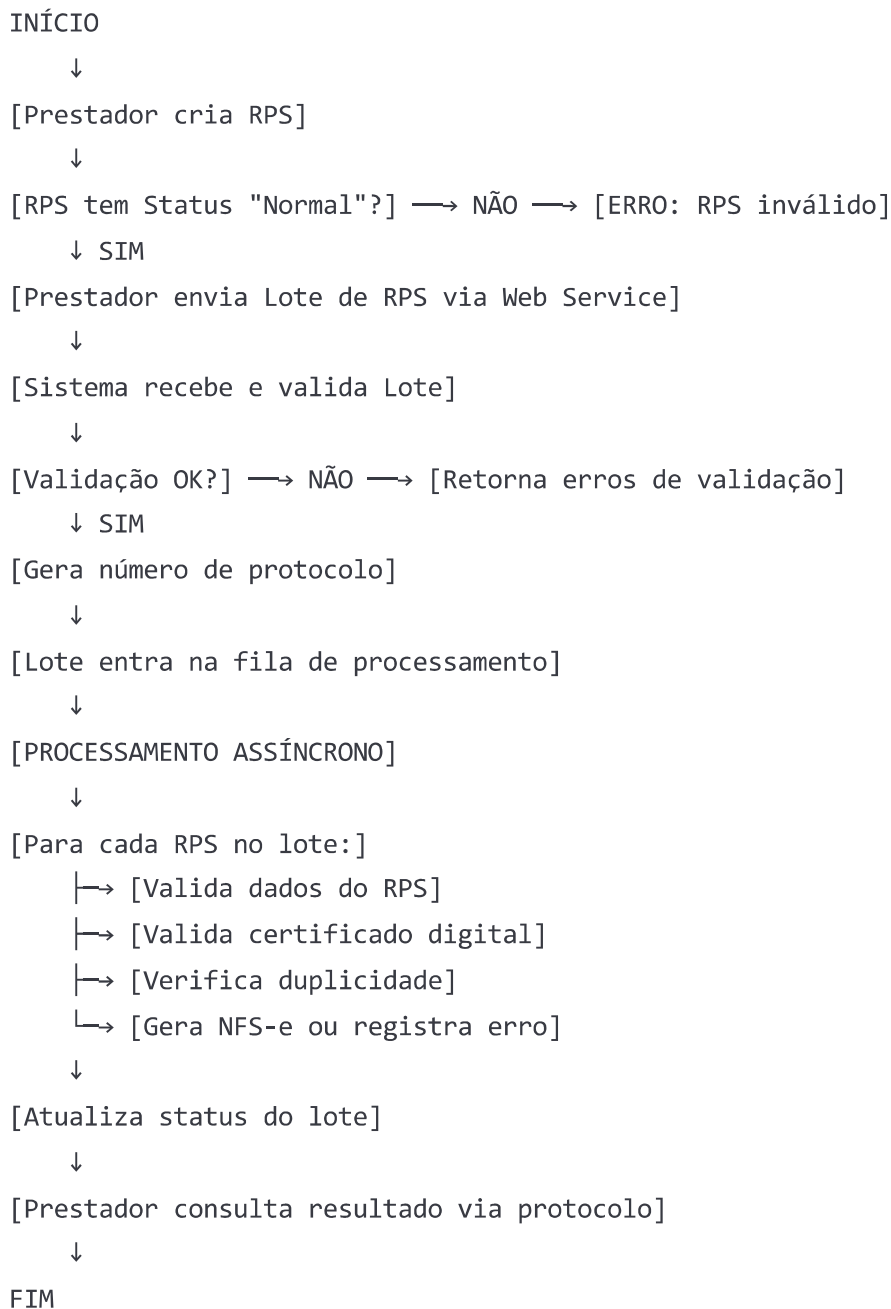 INÍCIO
↓
[Prestador cria RPS]
↓
[RPS tem Status "Normal"?] ──→ NÃO ──→ [ERRO: RPS inválido]
↓ SIM
[Prestador envia Lote de RPS via Web Service]
↓
[Sistema recebe e valida Lote]
↓
[Validação OK?] ──→ NÃO ──→ [Retorna erros de validação]
↓ SIM
[Gera número de protocolo]
↓
[Lote entra na fila de processamento]
↓
[PROCESSAMENTO ASSÍNCRONO]
↓
[Para cada RPS no lote:]
├─→ [Valida dados do RPS]
├─→ [Valida certificado digital]
├─→ [Verifica duplicidade]
└─→ [Gera NFS-e ou registra erro]
↓
[Atualiza status do lote]
↓
[Prestador consulta resultado via protocolo]
↓
FIM